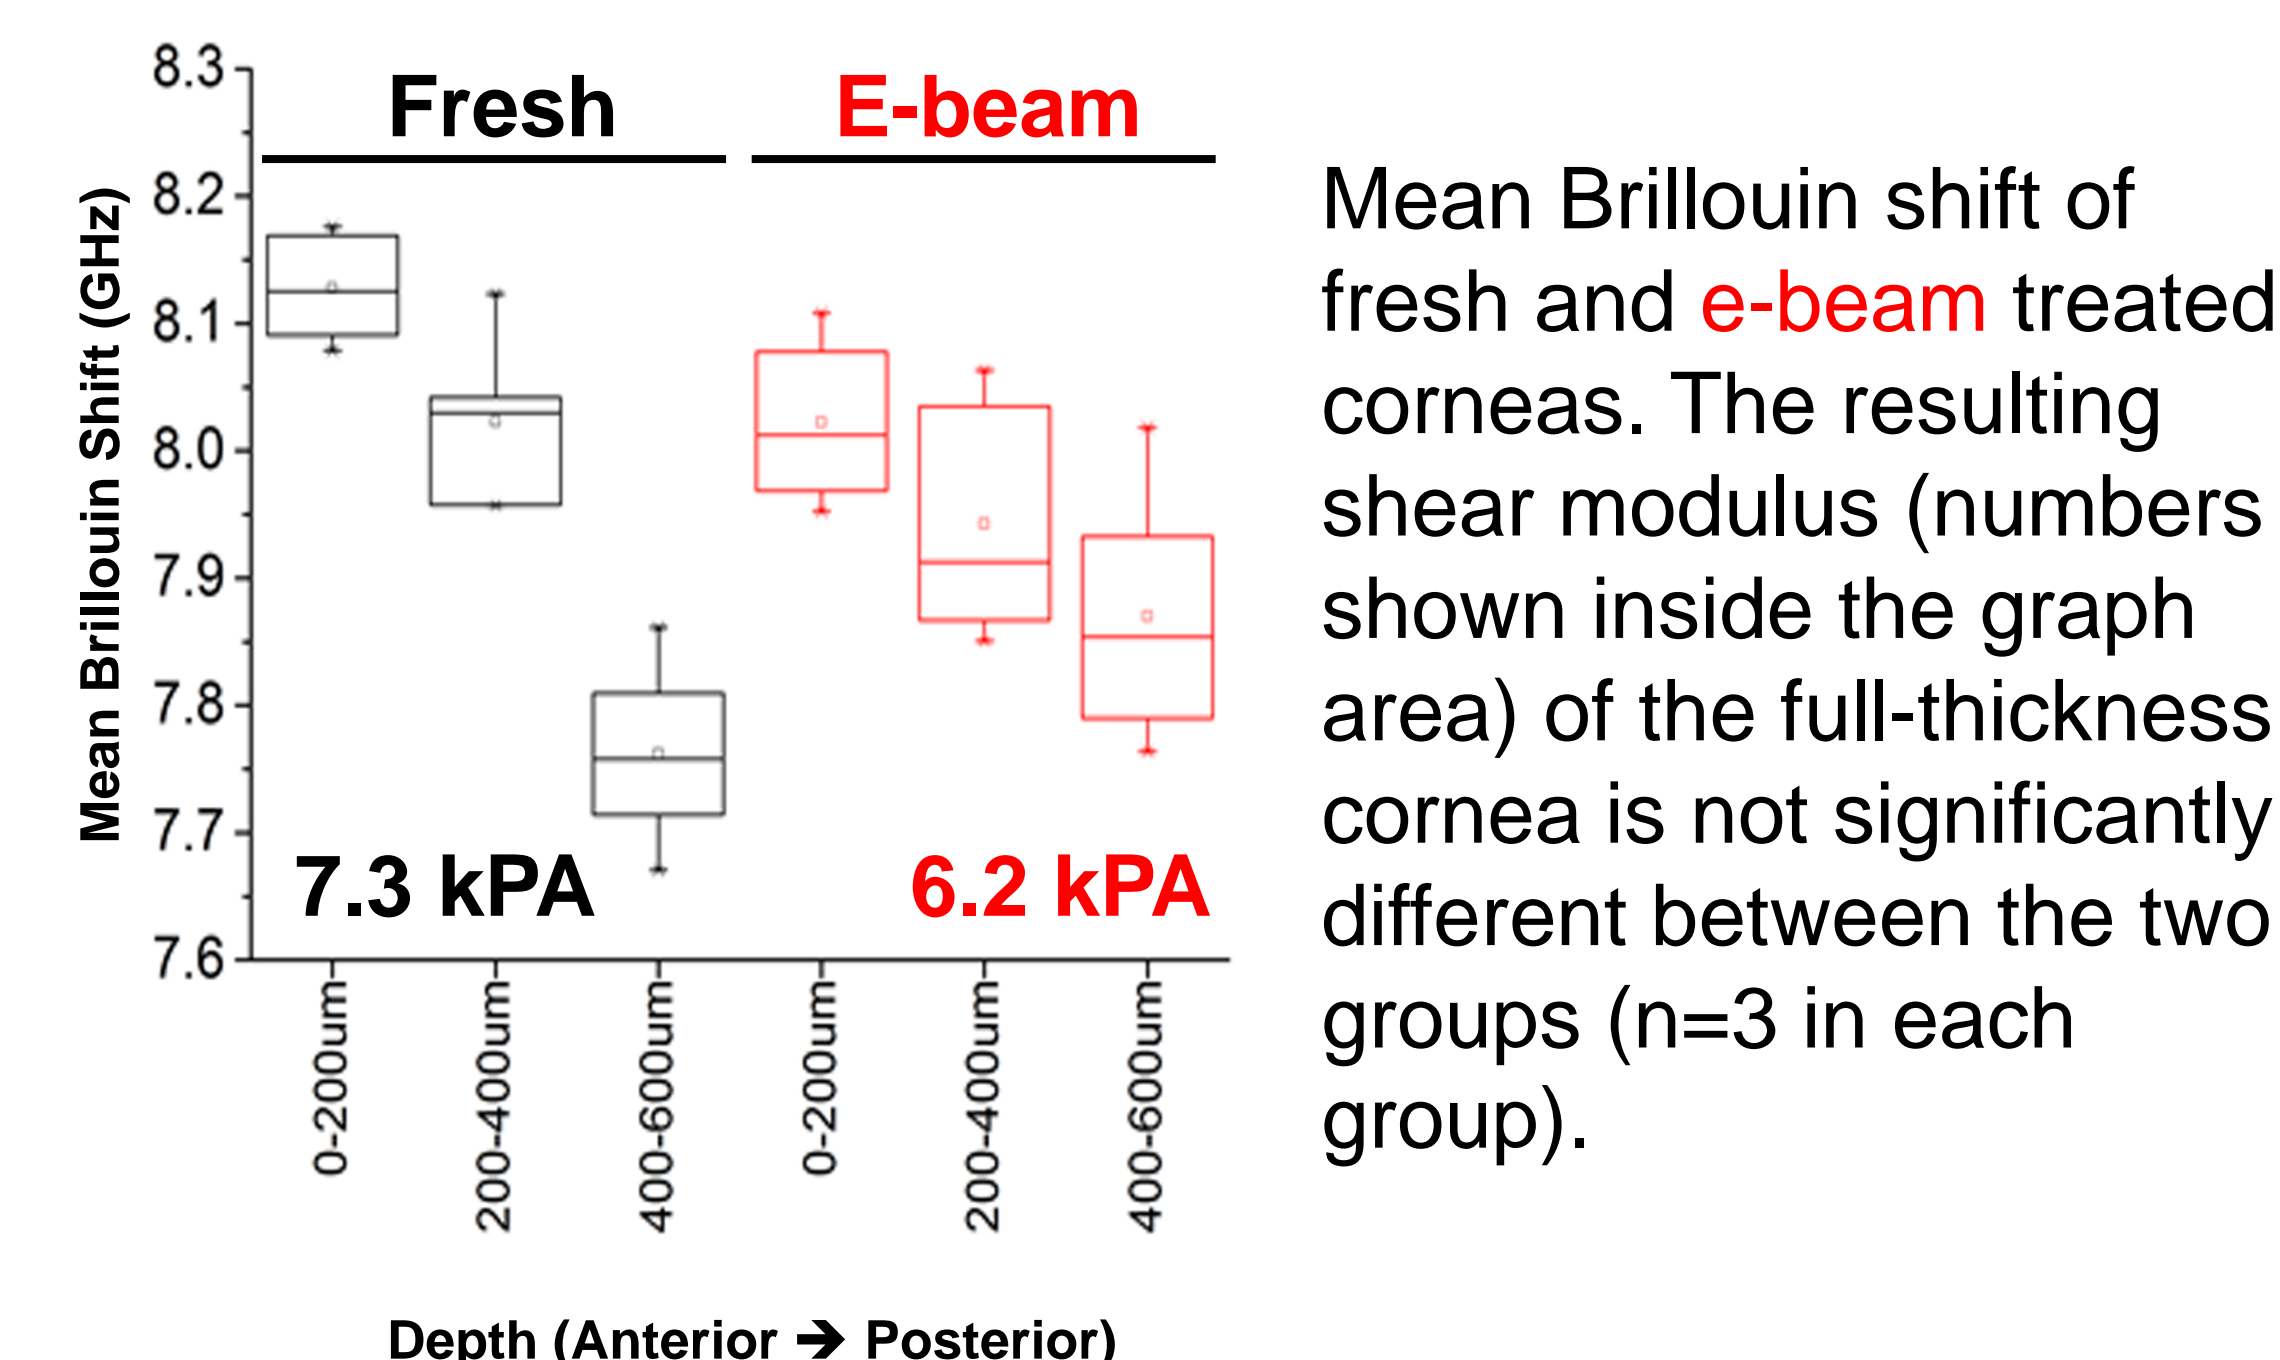 8.3
8.2
8.1
8.0
7.9
7.8
7.7
7.6
Mean Brillouin Shift (GHz)
Fresh
E-beam
7.3 kPA
6.2 kPA
0-200um
200-400um
400-600um
0-200um
200-400um
400-600um
Depth (Anterior ➔ Posterior)
Mean Brillouin shift of
fresh and e-beam treated
corneas. The resulting
shear modulus (numbers
shown inside the graph
area) of the full-thickness
cornea is not significantly
different between the two
groups (n=3 in each
group).